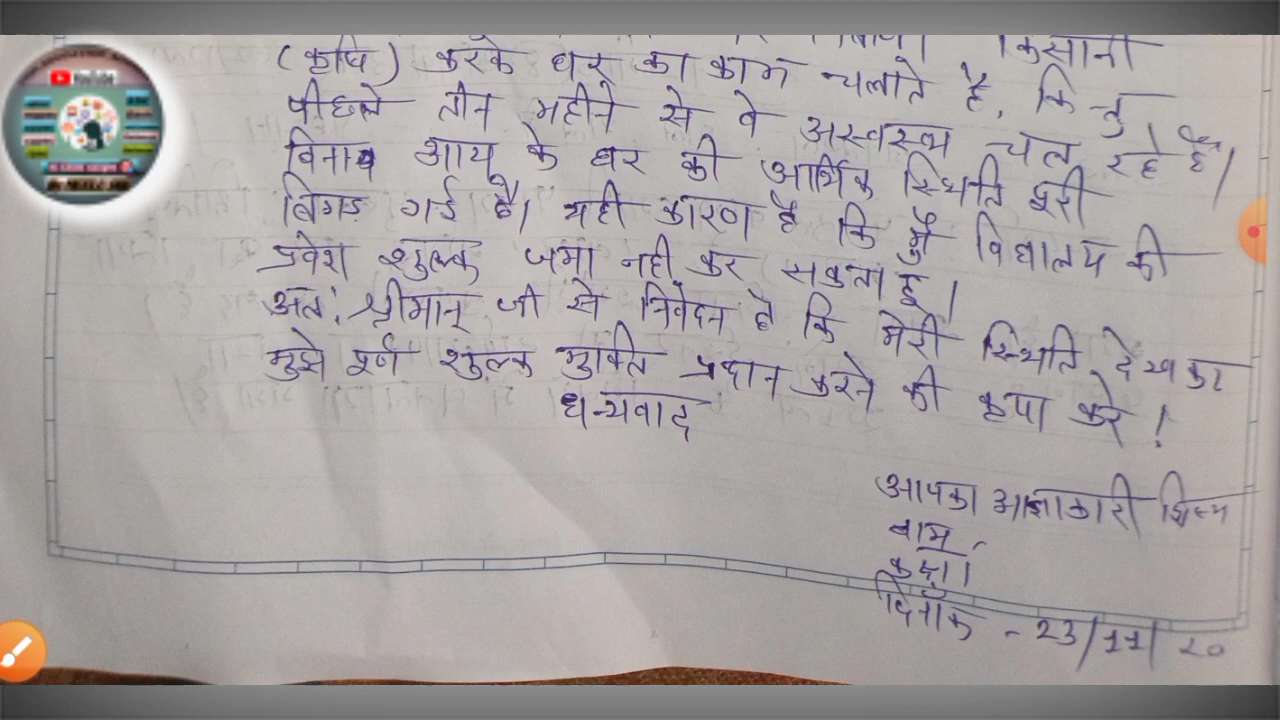 किसानी
(कृषि) करके घर का काम चलाते है, किन्तु
पीछले तीन महीने से वे अस्वस्थ चल रहे हैं।
बिना आय के घर की आर्थिक स्थिति पुरी
बिगड़ गई है। यही कारण है कि मैं विद्यालय की
प्रवेश शुल्क जमा नही कर सकता हूँ।
अतः श्रीमान् जी से निवेदन है कि मेरी स्थिति देखकर
मुझे पूर्ण शुल्क मुक्ति प्रदान करने की कृपा करे!
धन्यवाद
आपका आज्ञाकारी शिष्य
नाम -
कक्षा।
दिनाँक - 23/11/20
YouTube